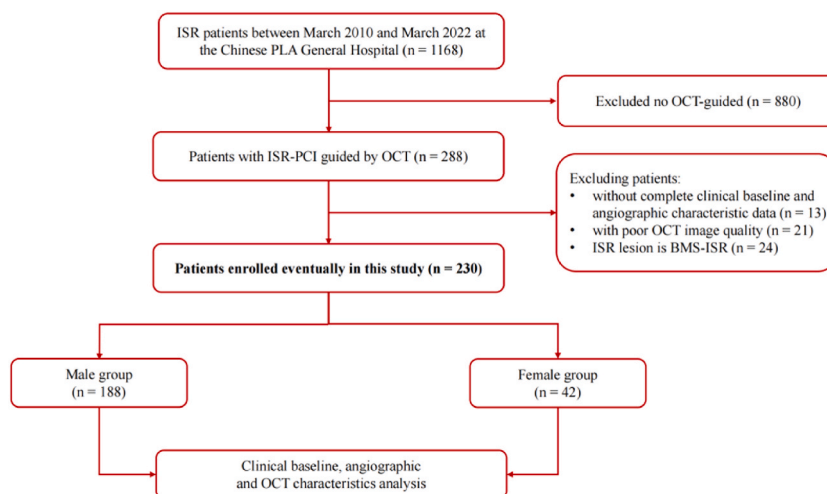 ISR patients between March 2010 and March 2022 at
the Chinese PLA General Hospital (n = 1168)
Excluded no OCT-guided (n = 880)
Patients with ISR-PCI guided by OCT (n = 288)
Excluding patients:
• without complete clinical baseline and
angiographic characteristic data (n = 13)
• with poor OCT image quality (n = 21)
• ISR lesion is BMS-ISR (n = 24)
Patients enrolled eventually in this study (n = 230)
Male group
(n = 188)
Female group
(n = 42)
Clinical baseline, angiographic
and OCT characteristics analysis